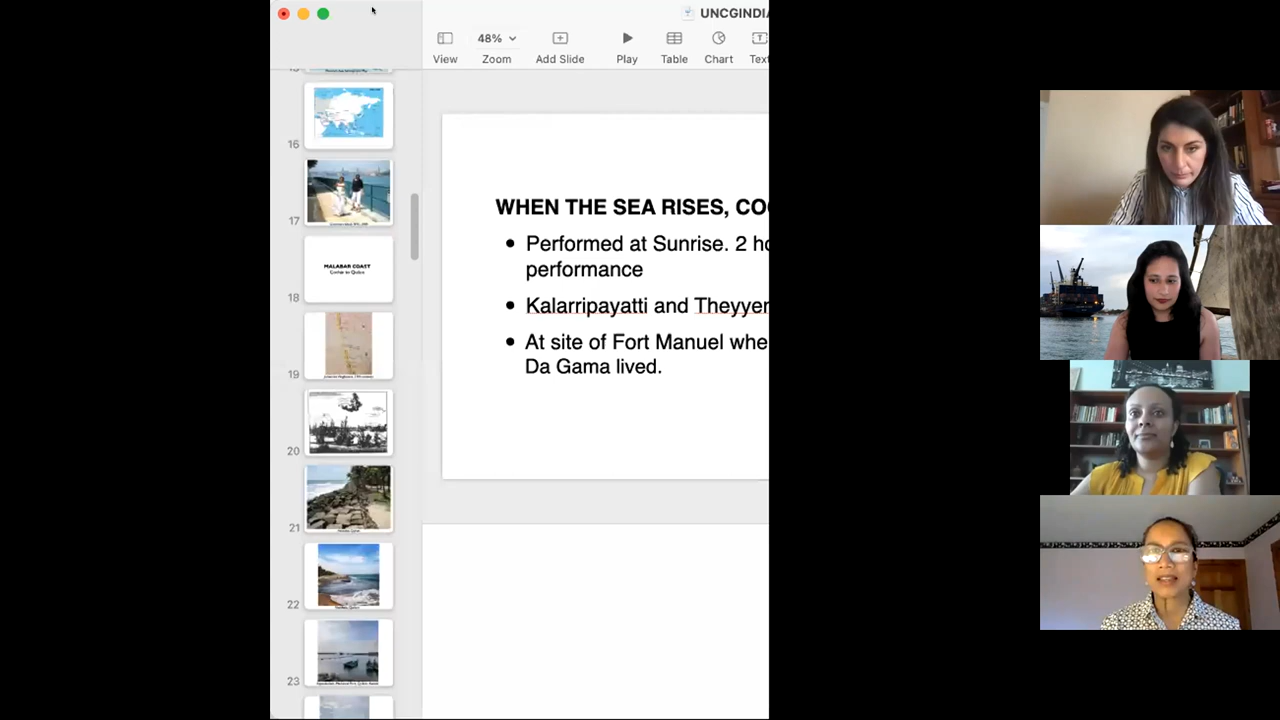 UNCGINDIA
48%
View
Zoom
Add Slide
Play
Table
Chart
Text
16
17
MALABAR COAST
18
19
20
21
22
23
WHEN THE SEA RISES, COC
• Performed at Sunrise. 2 ho
performance
• Kalarripayatti and Theyyen
• At site of Fort Manuel whe
Da Gama lived.